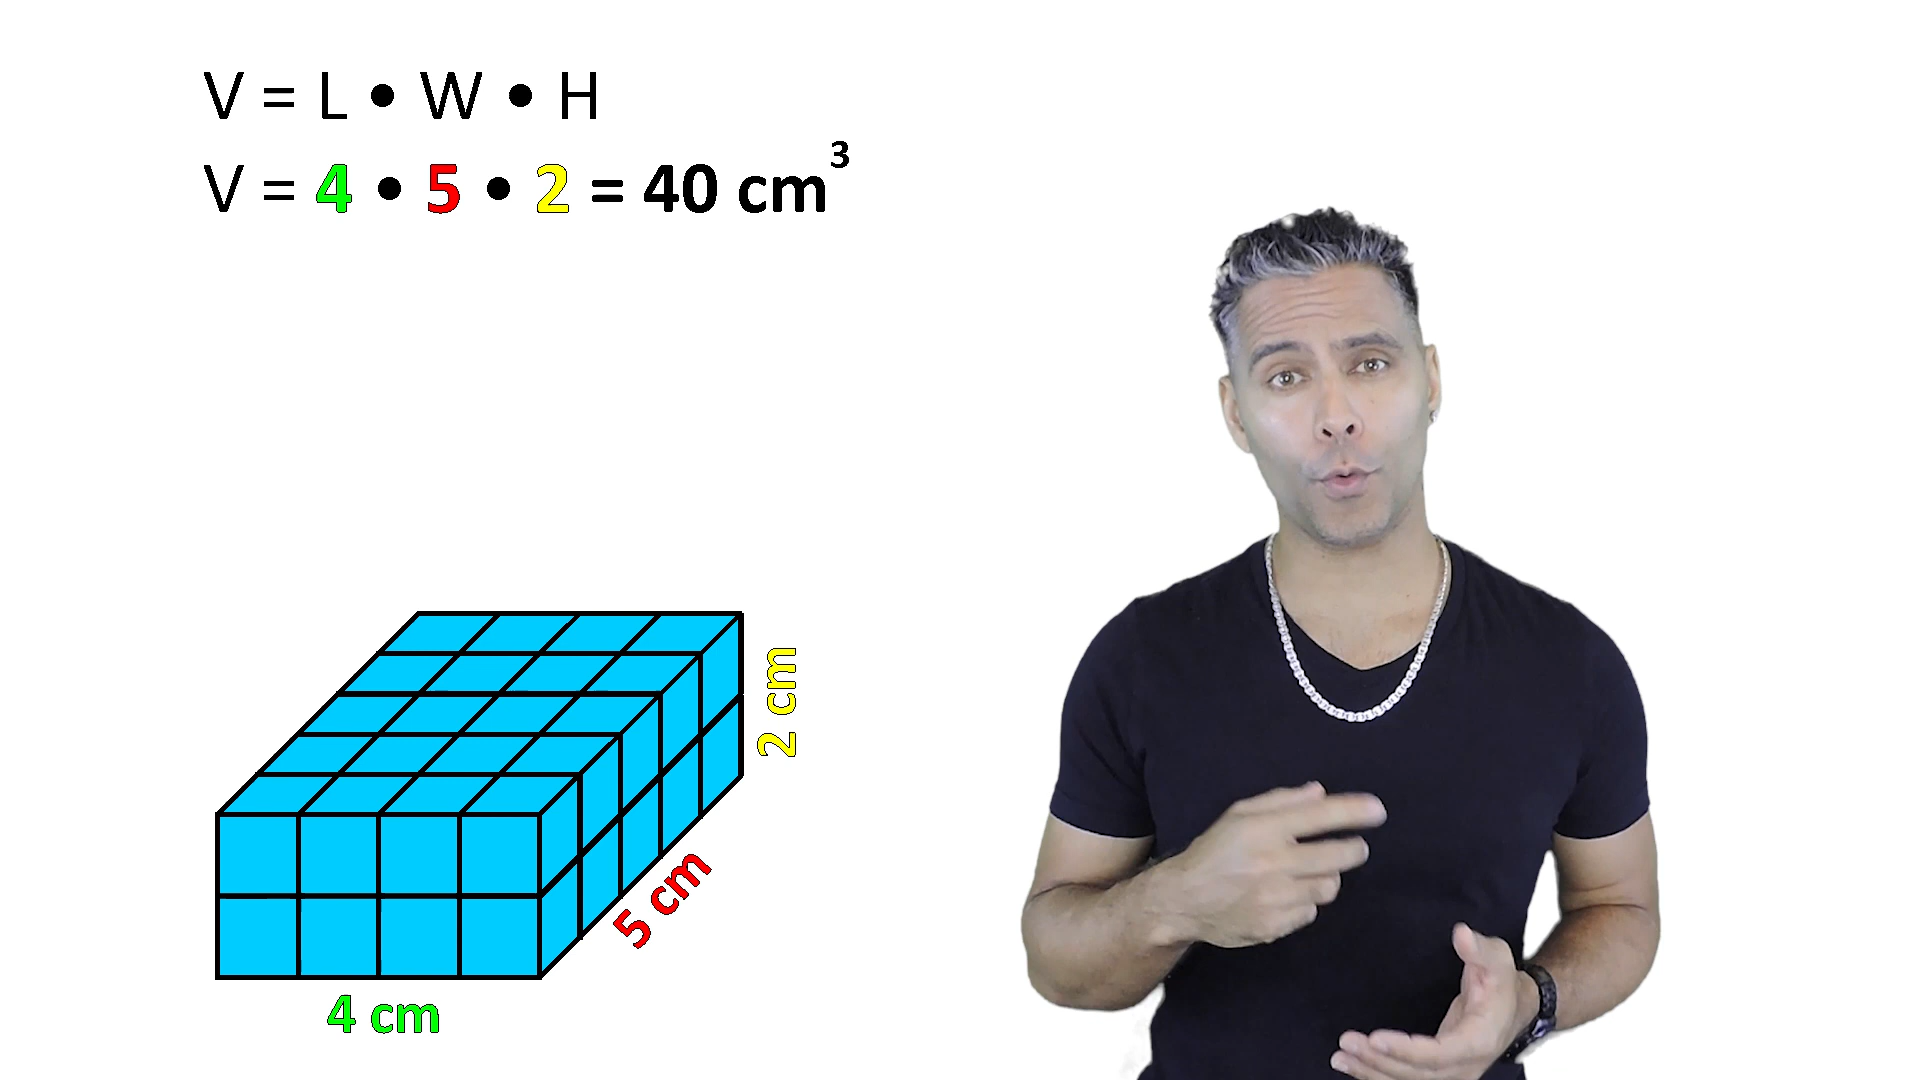 V = L • W • H
V = 4 • 5 • 2 = 40 cm³
2 cm
5 cm
4 cm